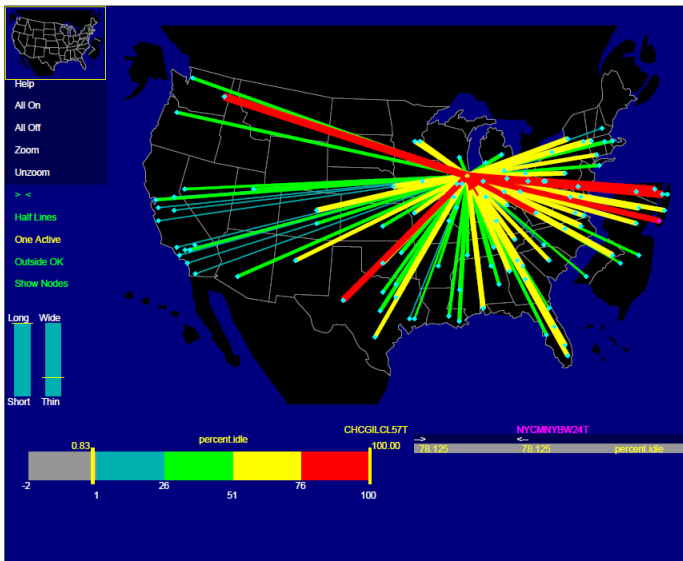 Help
All On
All Off
Zoom
Unzoom
> <
Half Lines
One Active
Outside OK
Show Nodes
Long Wide
Short Thin
CHCGILCL57T NYCMNYBW24T
0.83 percent.idle 100.00
--> <--
78.125 78.125 percent.idle
-2 26 76
1 51 100